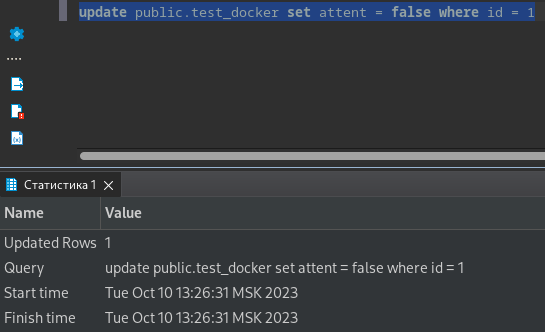 update public.test_docker set attent = false where id = 1
Статистика 1
Name Value
Updated Rows 1
Query update public.test_docker set attent = false where id = 1
Start time Tue Oct 10 13:26:31 MSK 2023
Finish time Tue Oct 10 13:26:31 MSK 2023